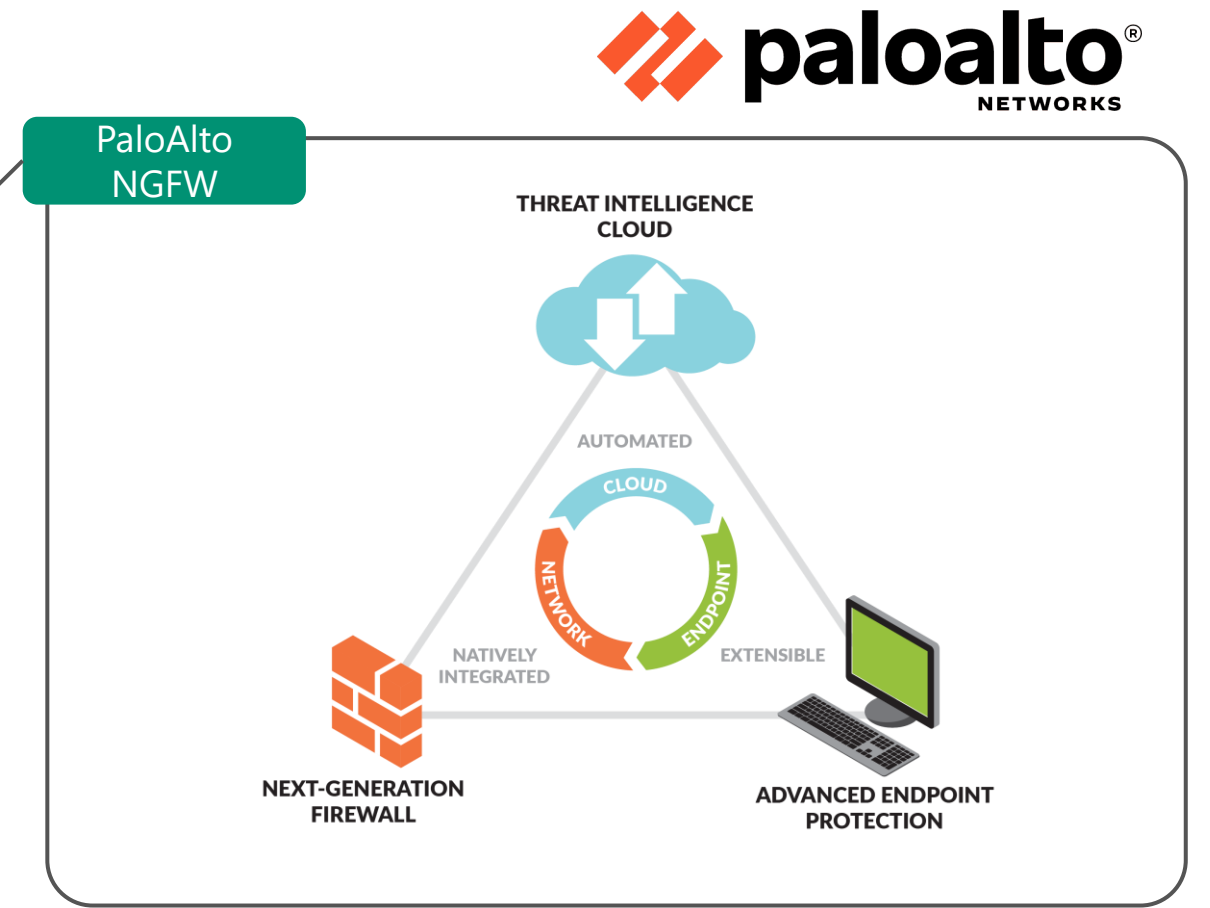 paloalto®
NETWORKS
PaloAlto
NGFW
THREAT INTELLIGENCE
CLOUD
AUTOMATED
CLOUD
NETWORK
ENDPOINT
NATIVELY
INTEGRATED
EXTENSIBLE
NEXT-GENERATION
FIREWALL
ADVANCED ENDPOINT
PROTECTION